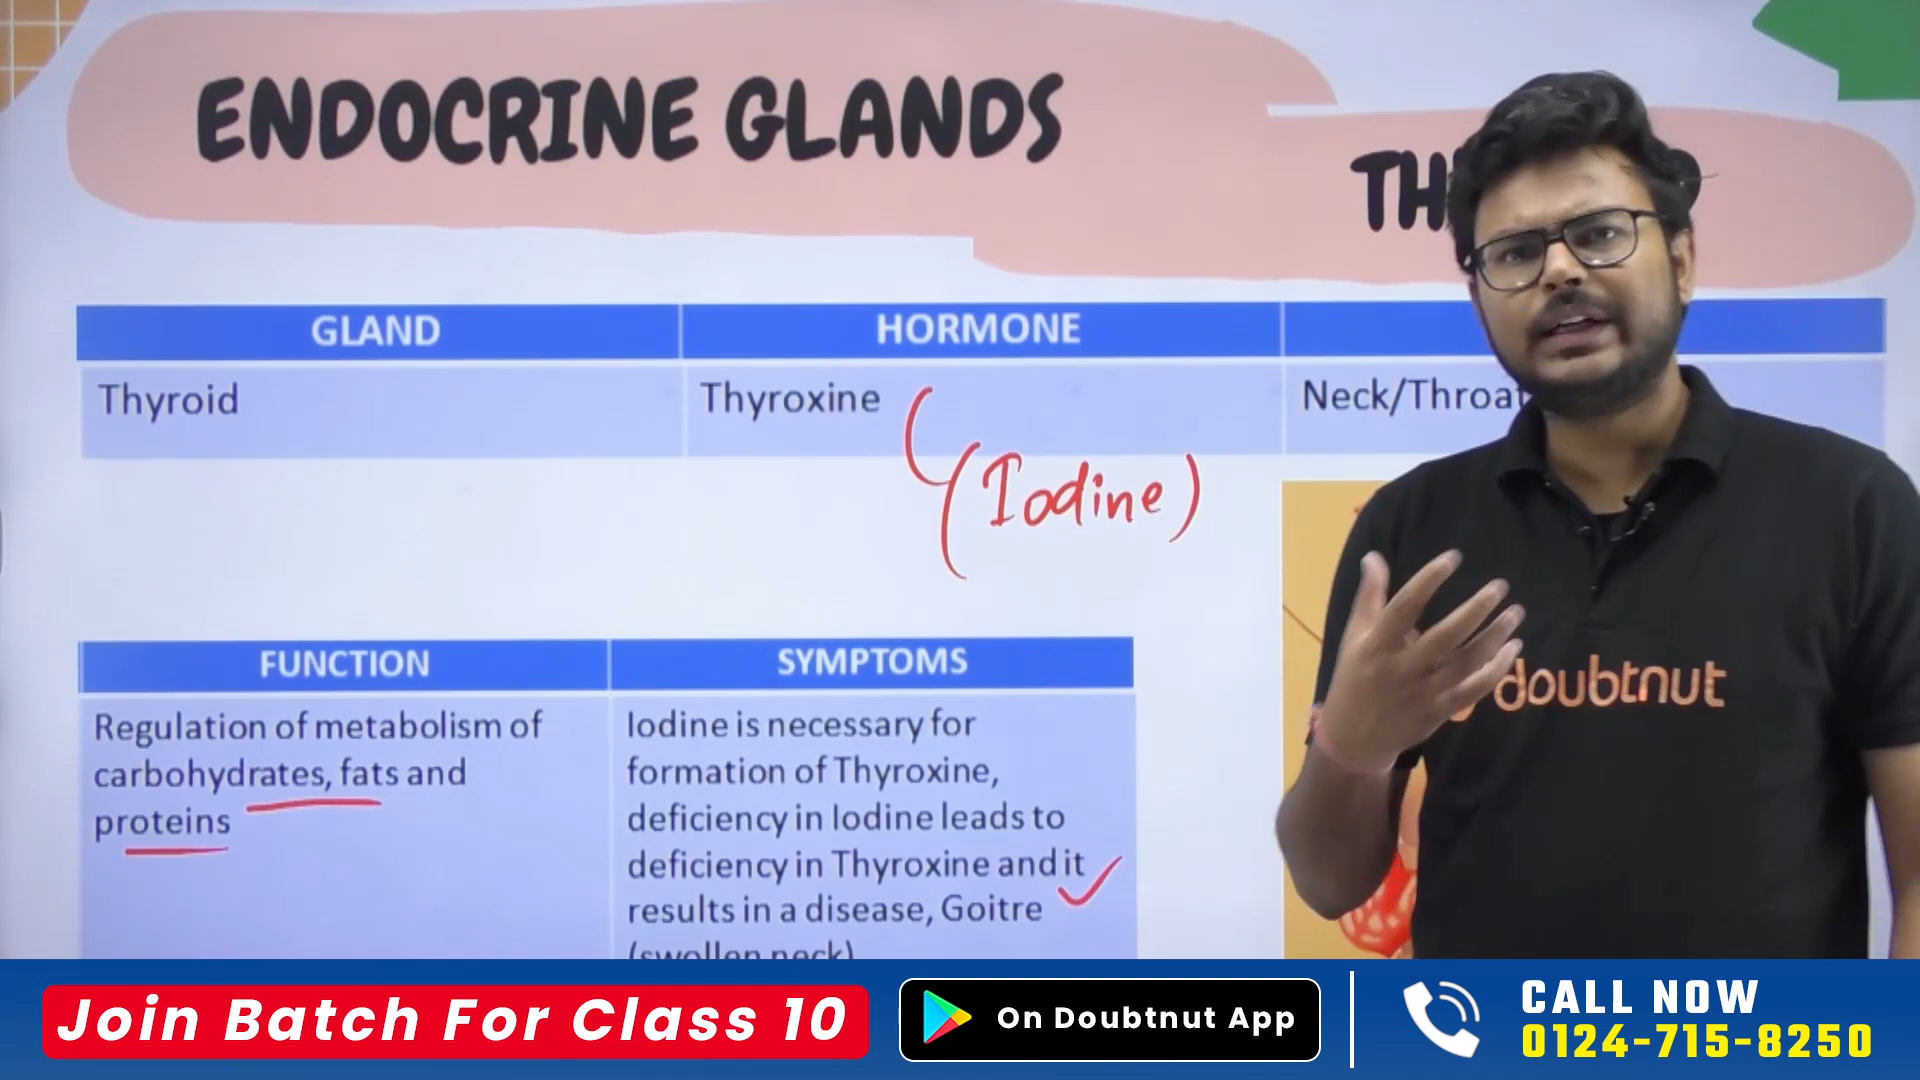 ENDOCRINE GLANDS
GLAND
HORMONE
Thyroid
Thyroxine
Neck/Throat
(Iodine)
FUNCTION
SYMPTOMS
Regulation of metabolism of
carbohydrates, fats and
proteins
Iodine is necessary for
formation of Thyroxine,
deficiency in Iodine leads to
deficiency in Thyroxine and it
results in a disease, Goitre
(swollen neck)
doubtnut
Join Batch For Class 10
On Doubtnut App
CALL NOW
0124-715-8250